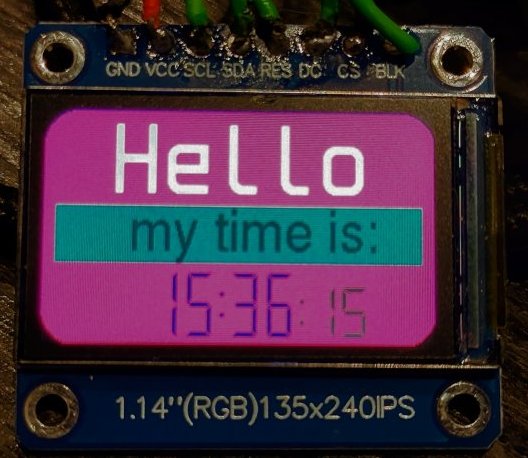 GND VCC SCL SDA RES DC CS BLK
Hello
my time is:
15:36:15
1.14"(RGB)135x240IPS